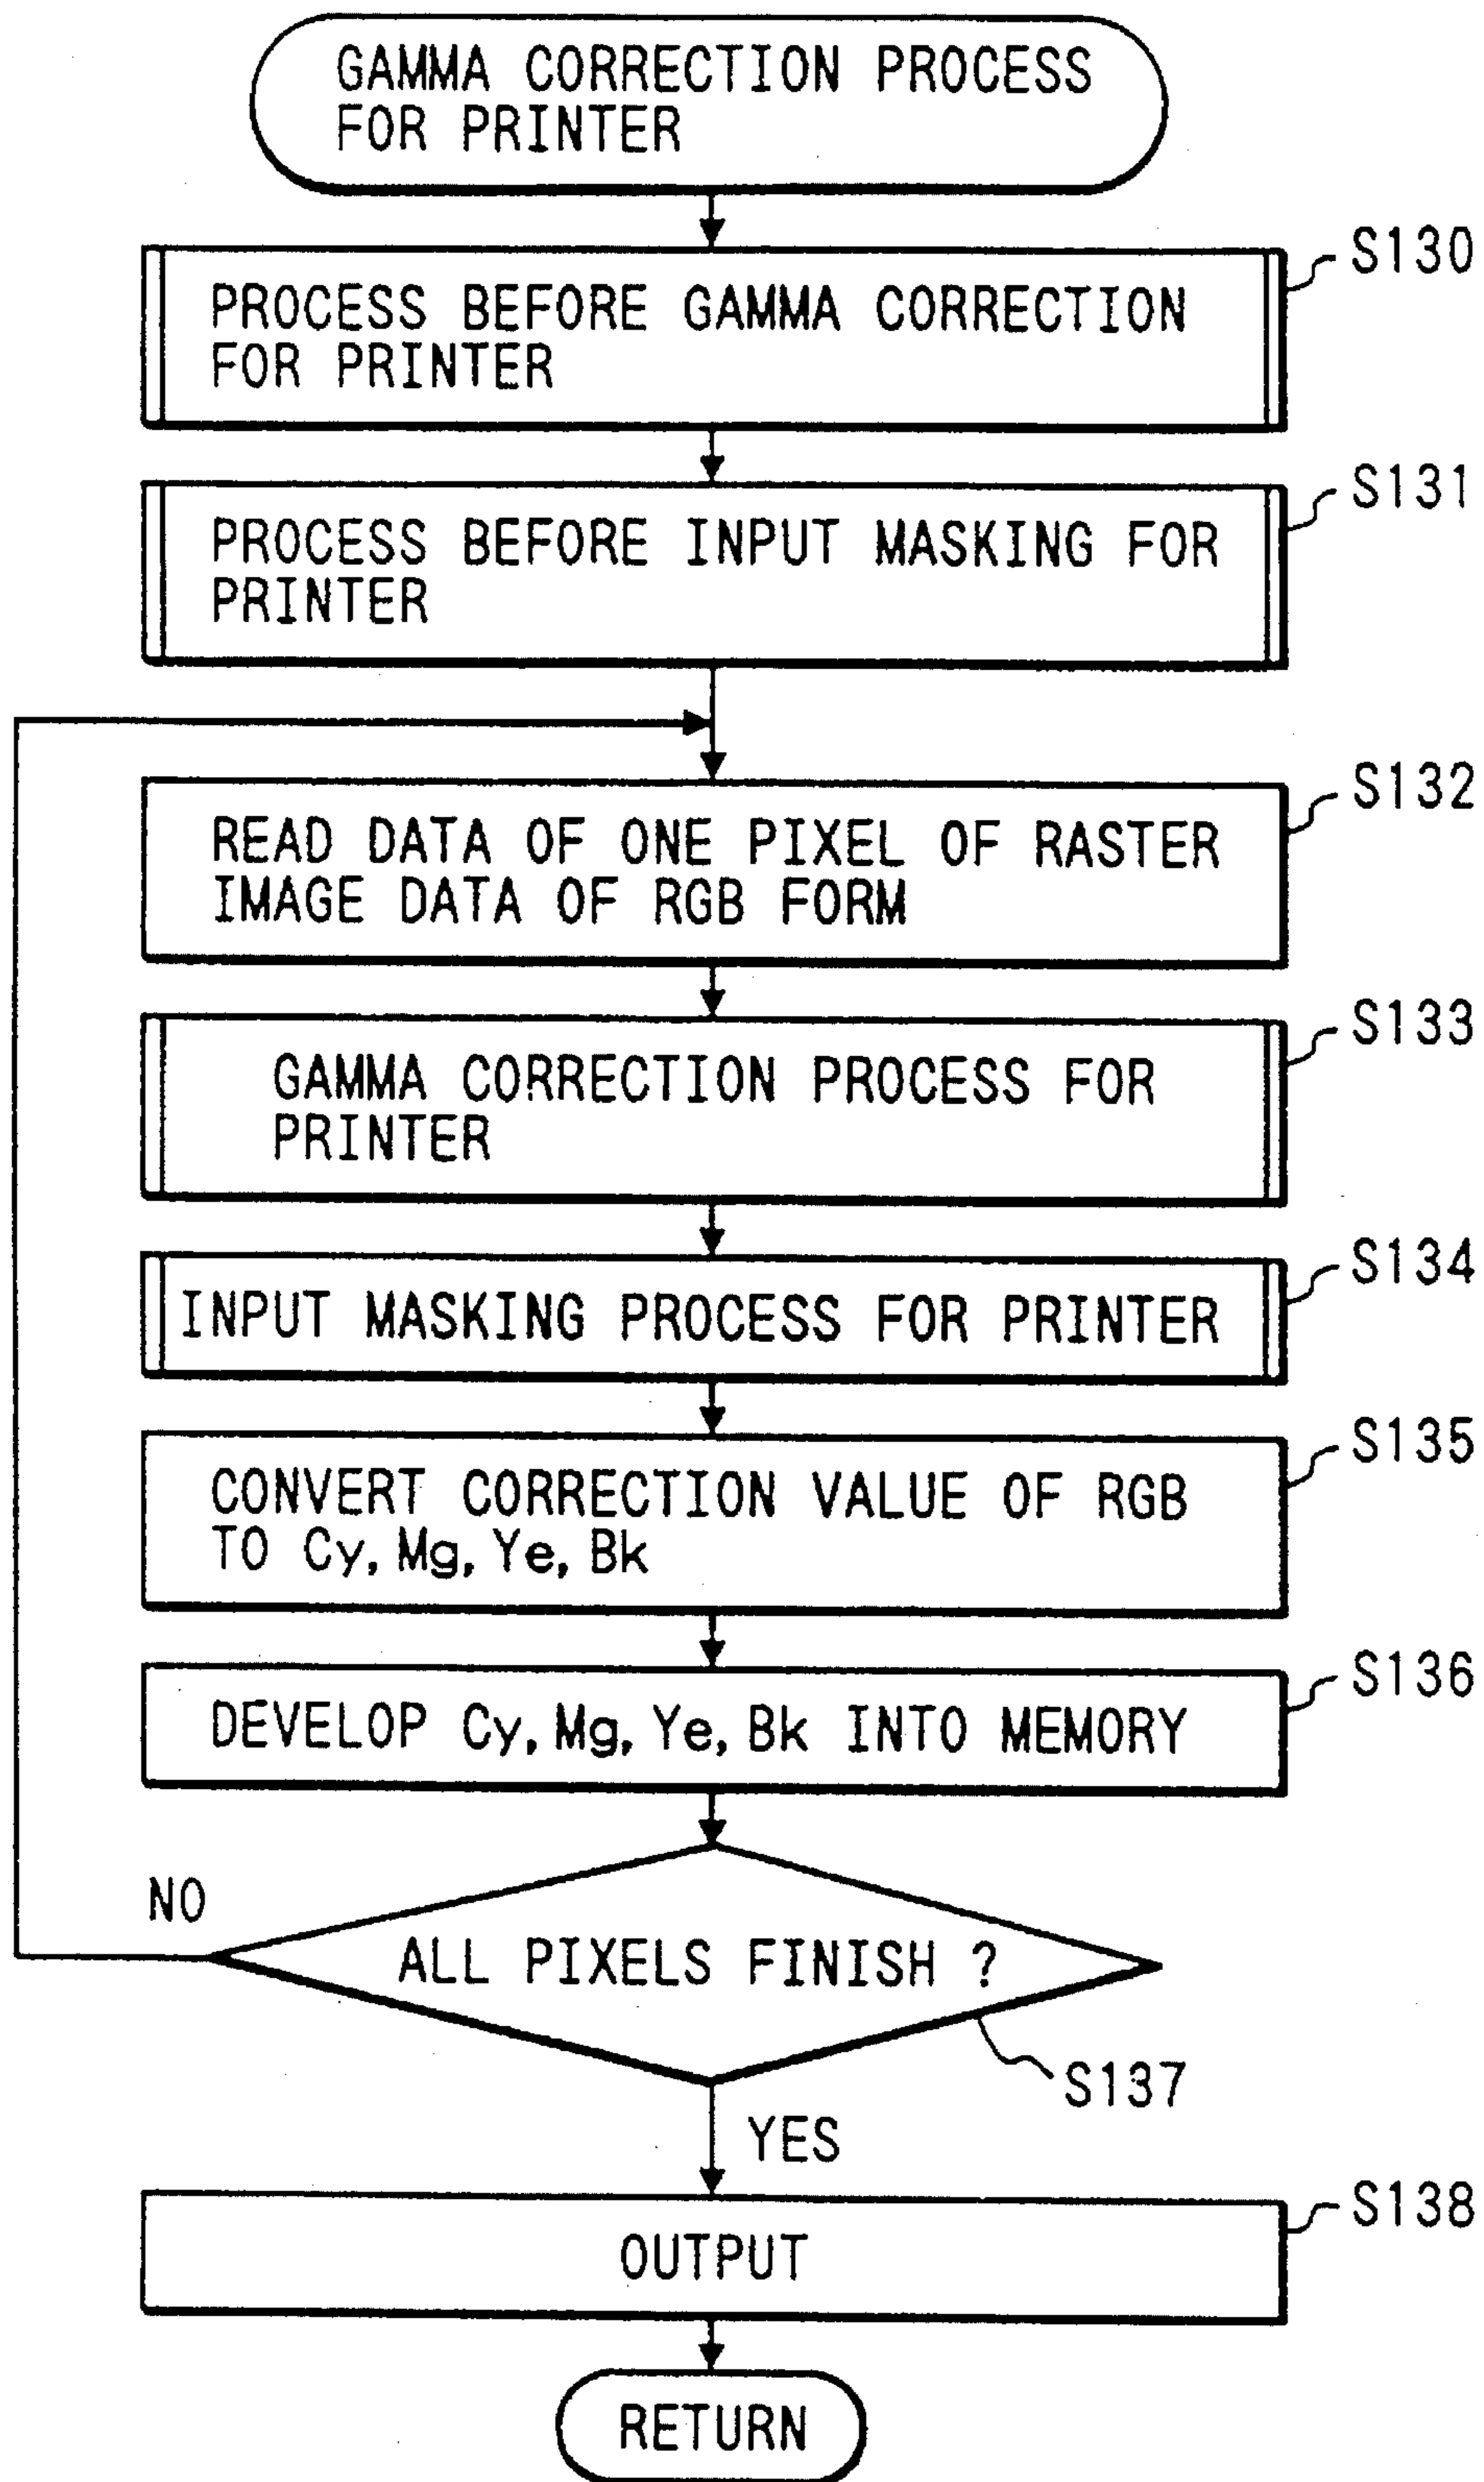 GAMMA CORRECTION PROCESS
FOR PRINTER
S130
PROCESS BEFORE GAMMA CORRECTION
FOR PRINTER
S131
PROCESS BEFORE INPUT MASKING FOR
PRINTER
S132
READ DATA OF ONE PIXEL OF RASTER
IMAGE DATA OF RGB FORM
S133
GAMMA CORRECTION PROCESS FOR
PRINTER
S134
INPUT MASKING PROCESS FOR PRINTER
S135
CONVERT CORRECTION VALUE OF RGB
TO Cy, Mg, Ye, Bk
S136
DEVELOP Cy, Mg, Ye, Bk INTO MEMORY
NO
ALL PIXELS FINISH ?
S137
YES
S138
OUTPUT
RETURN